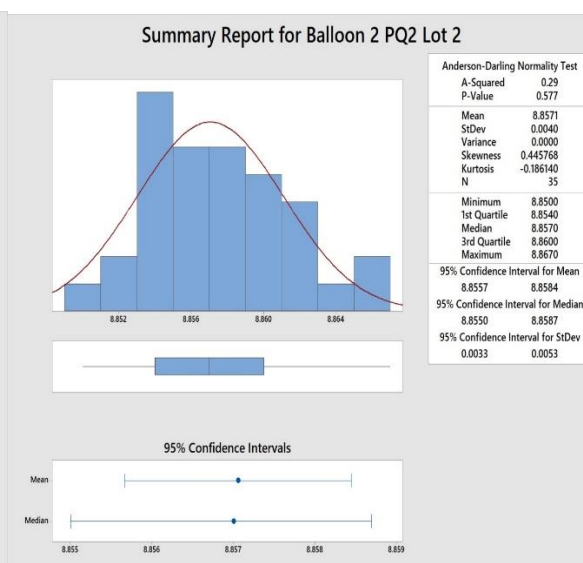 Summary Report for Balloon 2 PQ2 Lot 2
Anderson-Darling Normality Test
A-Squared 0.29
P-Value 0.577
Mean 8.8571
StDev 0.0040
Variance 0.0000
Skewness 0.445768
Kurtosis -0.186140
N 35
Minimum 8.8500
1st Quartile 8.8540
Median 8.8570
3rd Quartile 8.8600
Maximum 8.8670
95% Confidence Interval for Mean
8.8557 8.8584
95% Confidence Interval for Median
8.8550 8.8587
95% Confidence Interval for StDev
0.0033 0.0053
8.852 8.856 8.860 8.864
95% Confidence Intervals
Mean
Median
8.855 8.856 8.857 8.858 8.859